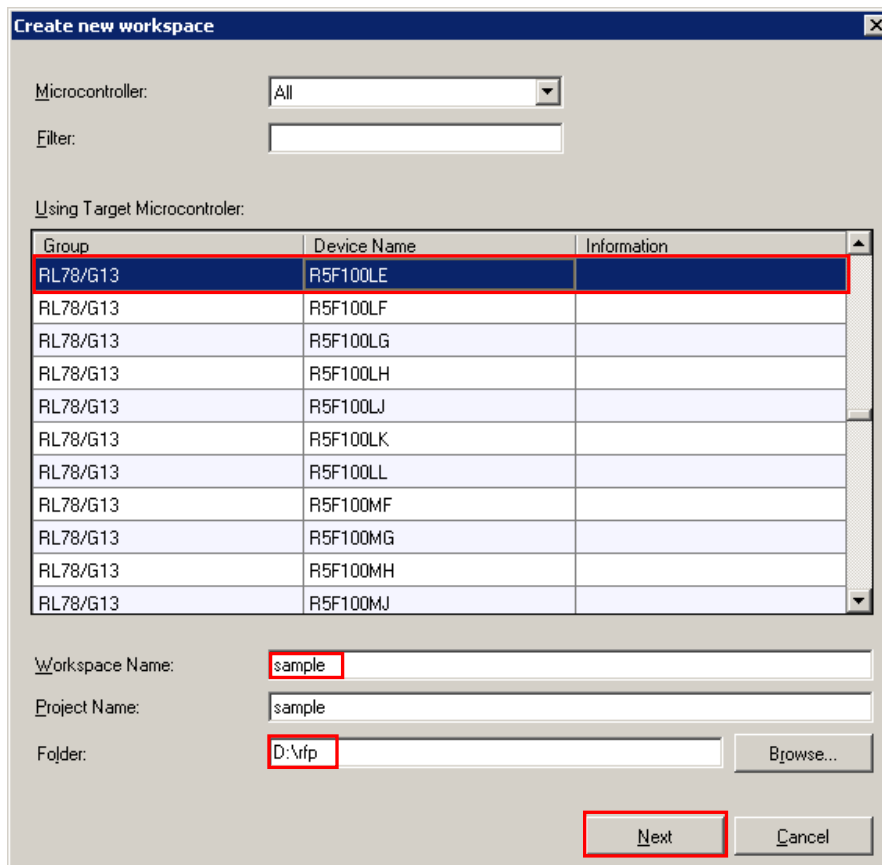 Create new workspace
Microcontroller: All
Filter:
Using Target Microcontroler:
Group Device Name Information
RL78/G13 R5F100LE
RL78/G13 R5F100LF
RL78/G13 R5F100LG
RL78/G13 R5F100LH
RL78/G13 R5F100LJ
RL78/G13 R5F100LK
RL78/G13 R5F100LL
RL78/G13 R5F100MF
RL78/G13 R5F100MG
RL78/G13 R5F100MH
RL78/G13 R5F100MJ
Workspace Name: sample
Project Name: sample
Folder: D:\rfp Browse...
Next Cancel